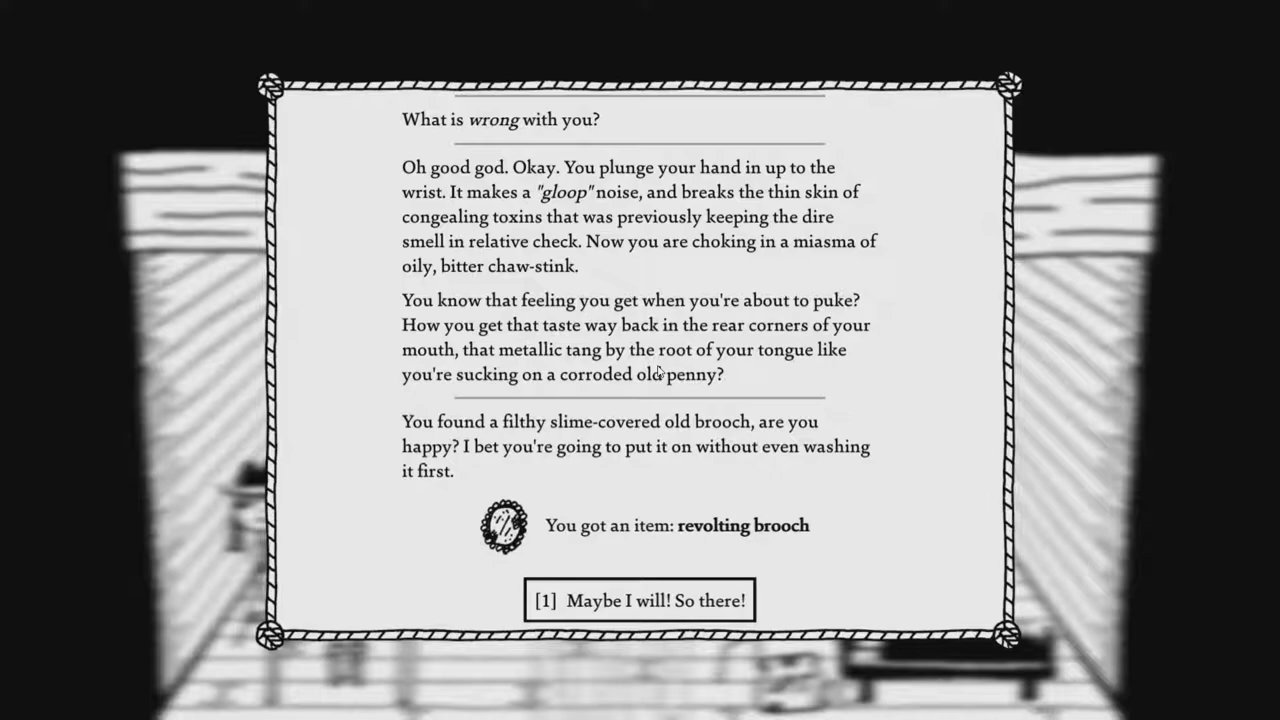 What is wrong with you?
Oh good god. Okay. You plunge your hand in up to the
wrist. It makes a "gloop" noise, and breaks the thin skin of
congealing toxins that was previously keeping the dire
smell in relative check. Now you are choking in a miasma of
oily, bitter chaw-stink.
You know that feeling you get when you're about to puke?
How you get that taste way back in the rear corners of your
mouth, that metallic tang by the root of your tongue like
you're sucking on a corroded old penny?
You found a filthy slime-covered old brooch, are you
happy? I bet you're going to put it on without even washing
it first.
You got an item: revolting brooch
[1] Maybe I will! So there!